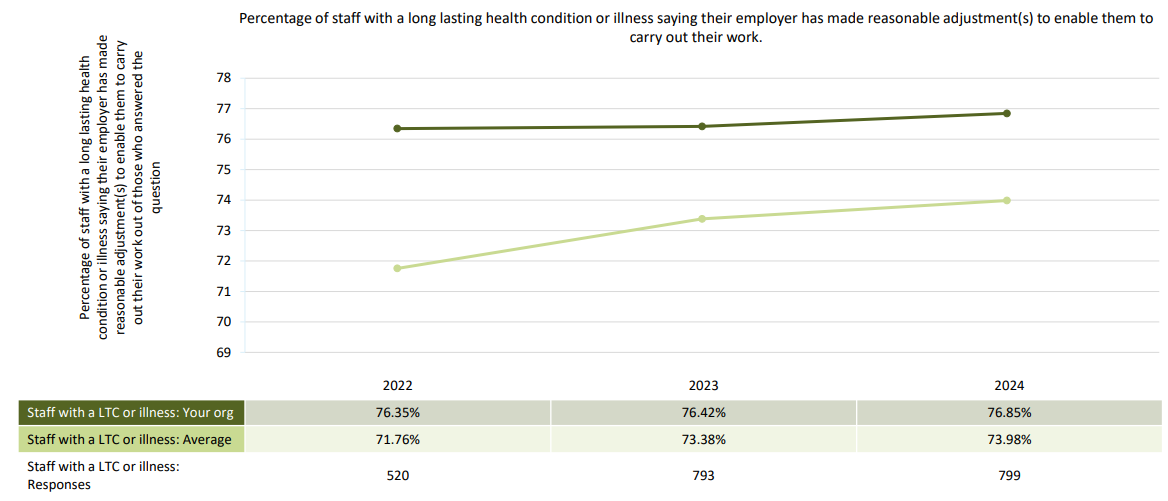 Percentage of staff with a long lasting health condition or illness saying their employer has made reasonable adjustment(s) to enable them to
carry out their work.
Percentage of staff with a long lasting health
condition or illness saying their employer has made
reasonable adjustment(s) to enable them to carry
out their work out of those who answered the
question
78
77
76
75
74
73
72
71
70
69
2022 2023 2024
Staff with a LTC or illness: Your org 76.35% 76.42% 76.85%
Staff with a LTC or illness: Average 71.76% 73.38% 73.98%
Staff with a LTC or illness:
Responses 520 793 799